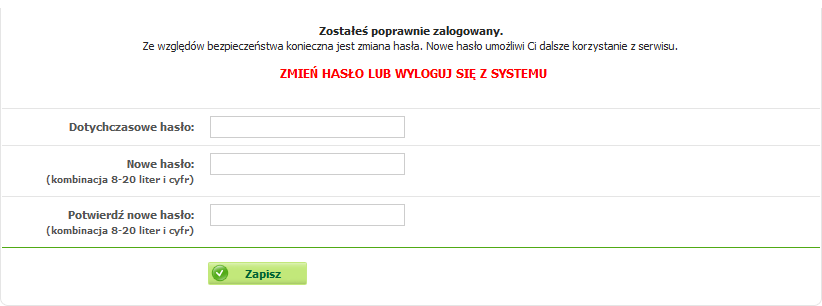 Zostałeś poprawnie zalogowany.
Ze względów bezpieczeństwa konieczna jest zmiana hasła. Nowe hasło umożliwi Ci dalsze korzystanie z serwisu.
ZMIEŃ HASŁO LUB WYLOGUJ SIĘ Z SYSTEMU
Dotychczasowe hasło:
Nowe hasło:
(kombinacja 8-20 liter i cyfr)
Potwierdź nowe hasło:
(kombinacja 8-20 liter i cyfr)
Zapisz